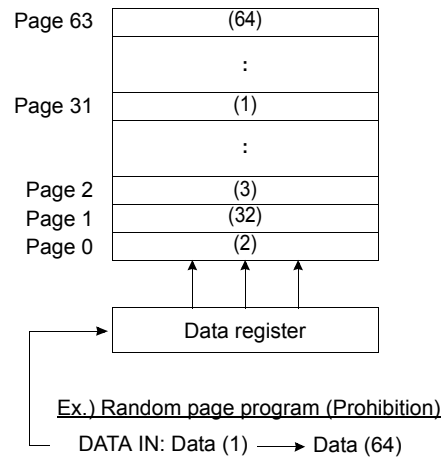 Page 63 (64)
:
Page 31 (1)
:
Page 2 (3)
Page 1 (32)
Page 0 (2)
Data register
Ex.) Random page program (Prohibition)
DATA IN: Data (1) Data (64)